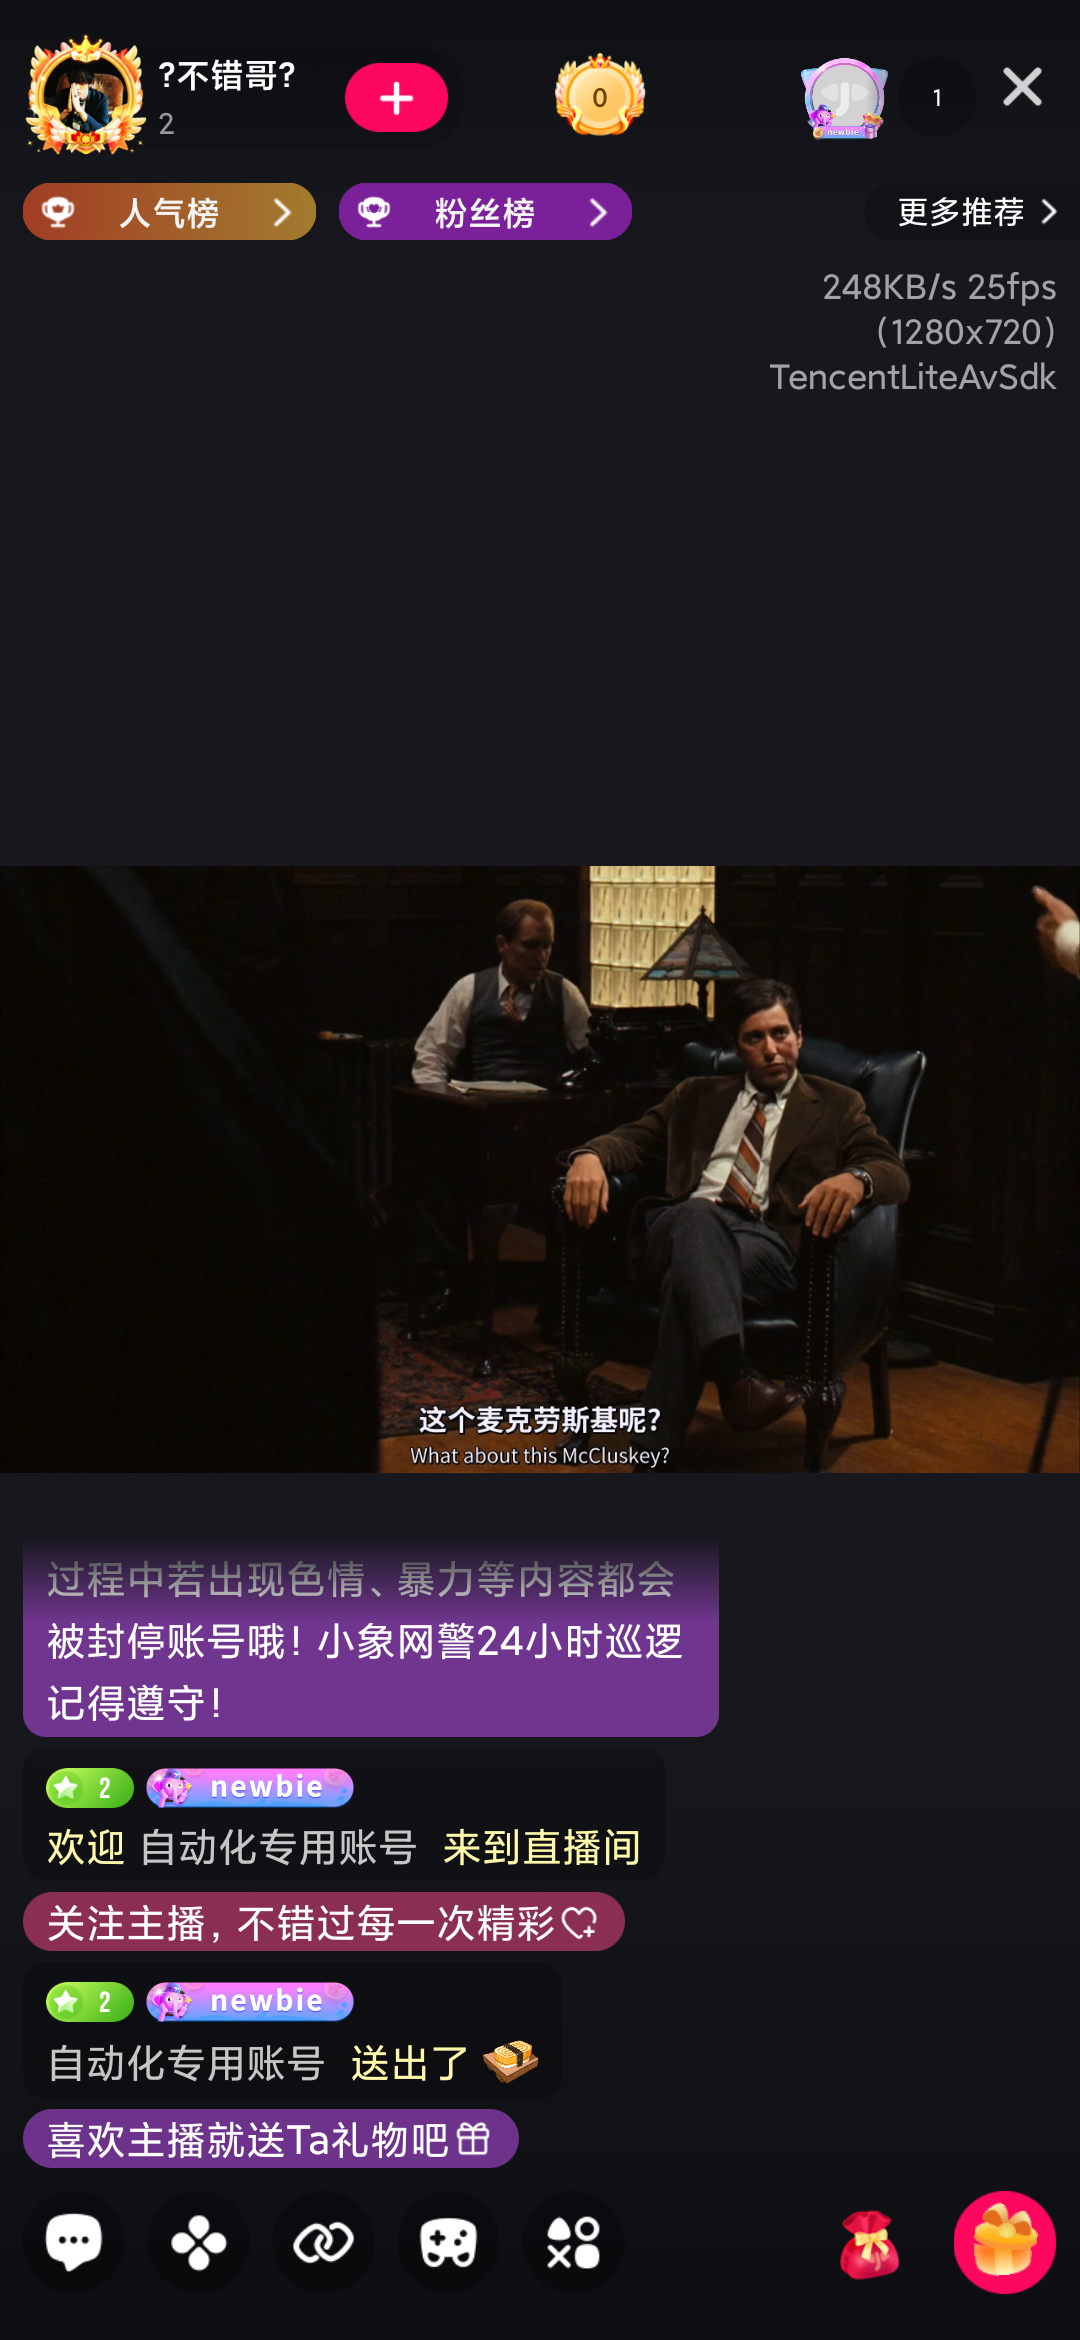 ?不错哥?
2
0
newbie
1
人气榜
粉丝榜
更多推荐
248KB/s 25fps
(1280x720)
TencentLiteAvSdk
这个麦克劳斯基呢?
What about this McCluskey?
过程中若出现色情、暴力等内容都会
被封停账号哦！小象网警24小时巡逻
记得遵守！
2 newbie
欢迎 自动化专用账号 来到直播间
关注主播，不错过每一次精彩
2 newbie
自动化专用账号 送出了
喜欢主播就送Ta礼物吧